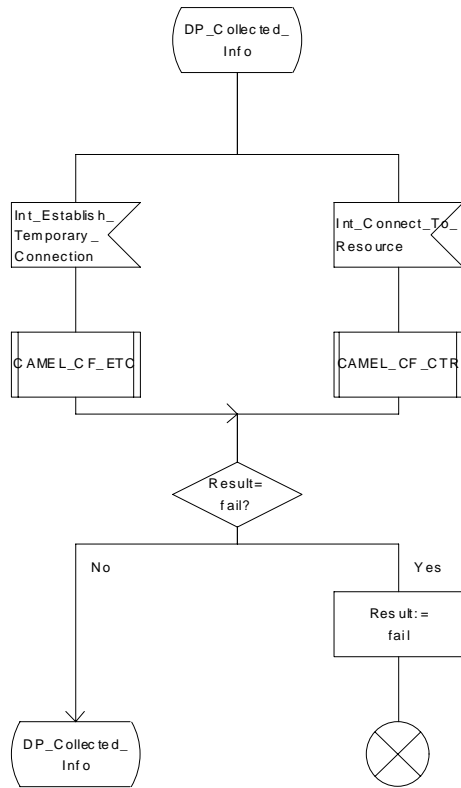 DP_Collected_
Info
Int_Establish_
Temporary_
Connection
Int_Connect_To_
Resource
CAMEL_CF_ETC
CAMEL_CF_CTR
Result=
fail?
No
Yes
Result:=
fail
DP_Collected_
Info